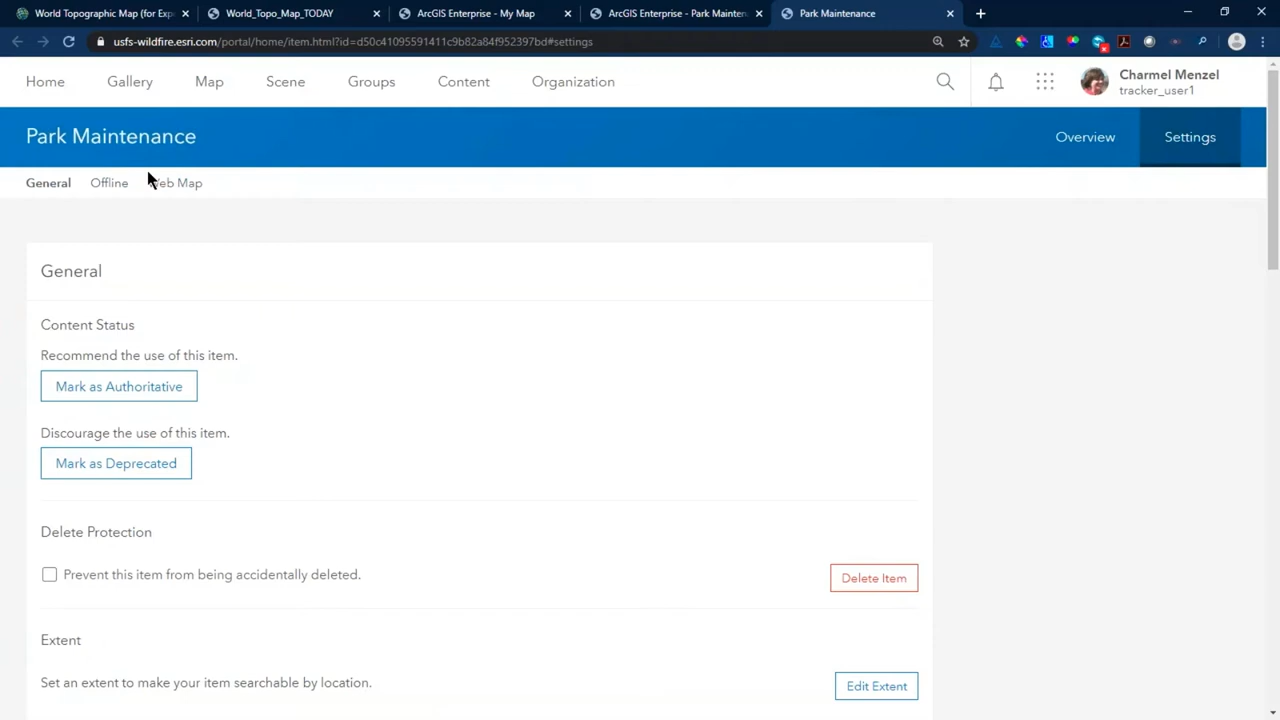 World Topographic Map (for Exp
World_Topo_Map_TODAY
ArcGIS Enterprise - My Map
ArcGIS Enterprise - Park Mainten
Park Maintenance
usfs-wildfire.esri.com/portal/home/item.html?id=d50c41095591411c9b82a84f952397bd#settings
Home Gallery Map Scene Groups Content Organization
Charmel Menzel
tracker_user1
Park Maintenance
Overview Settings
General Offline Web Map
General
Content Status
Recommend the use of this item.
Mark as Authoritative
Discourage the use of this item.
Mark as Deprecated
Delete Protection
Prevent this item from being accidentally deleted.
Delete Item
Extent
Set an extent to make your item searchable by location.
Edit Extent